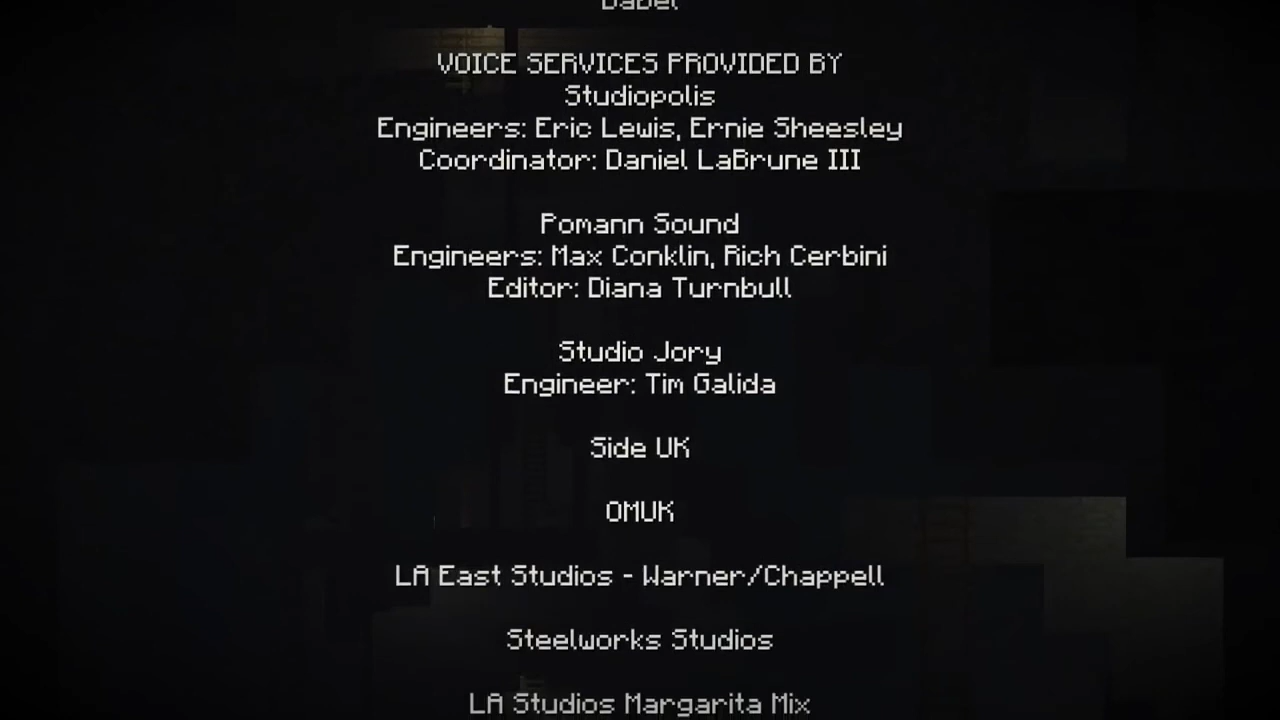 Babel
VOICE SERVICES PROVIDED BY
Studiopolis
Engineers: Eric Lewis, Ernie Sheesley
Coordinator: Daniel LaBrune III
Pomann Sound
Engineers: Max Conklin, Rich Cerbini
Editor: Diana Turnbull
Studio Jory
Engineer: Tim Galida
Side UK
OMUK
LA East Studios - Warner/Chappell
Steelworks Studios
LA Studios Margarita Mix